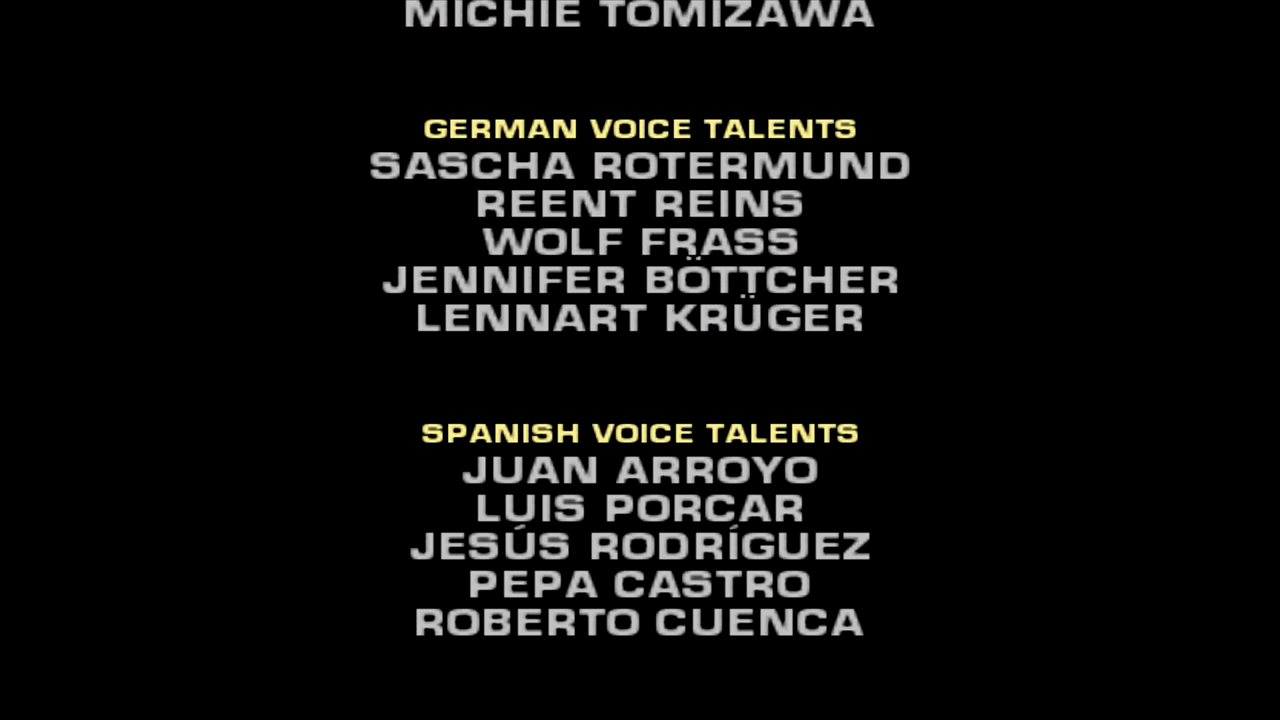 MICHIE TOMIZAWA
GERMAN VOICE TALENTS
SASCHA ROTERMUND
REENT REINS
WOLF FRASS
JENNIFER BÖTTCHER
LENNART KRÜGER
SPANISH VOICE TALENTS
JUAN ARROYO
LUIS PORCAR
JESÚS RODRÍGUEZ
PEPA CASTRO
ROBERTO CUENCA